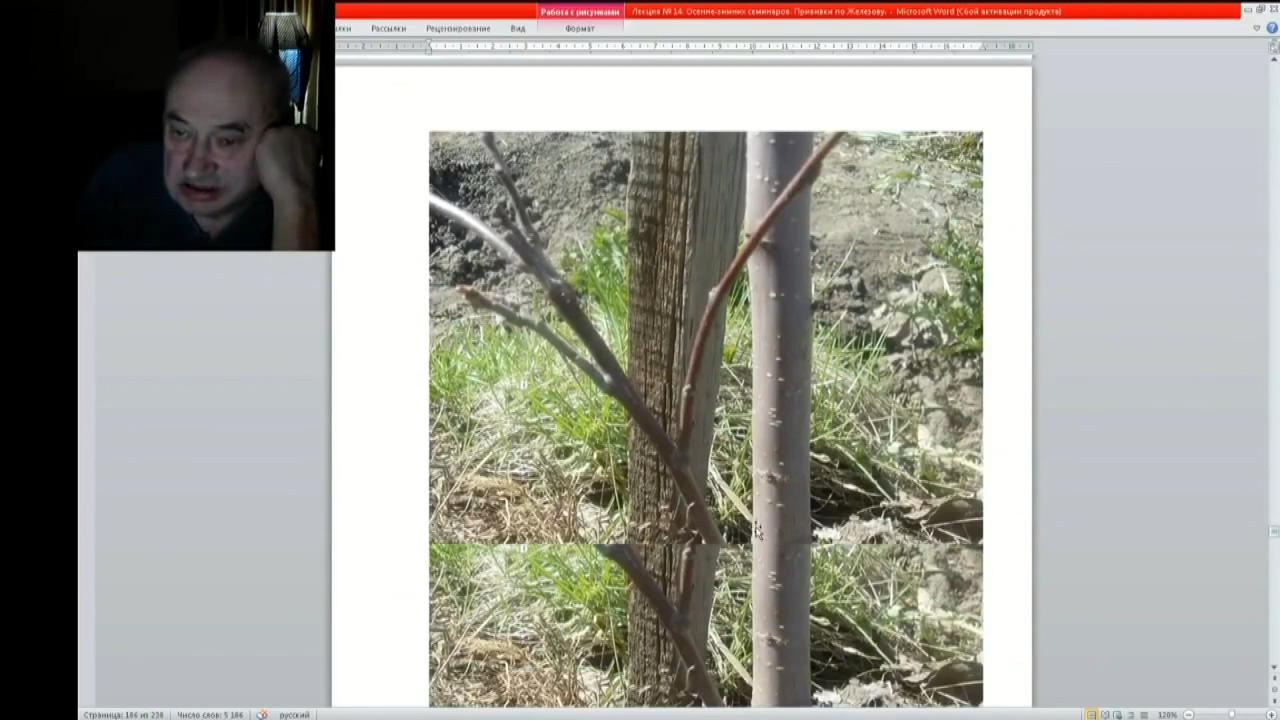 Работа с рисунками
Лекция № 14. Осенне-зимних семинаров. Прививки по Железову. - Microsoft Word (Сбой активации продукта)
Рассылки Рецензирование Вид Формат
Страница: 186 из 238 Число слов: 5 186 русский 120%